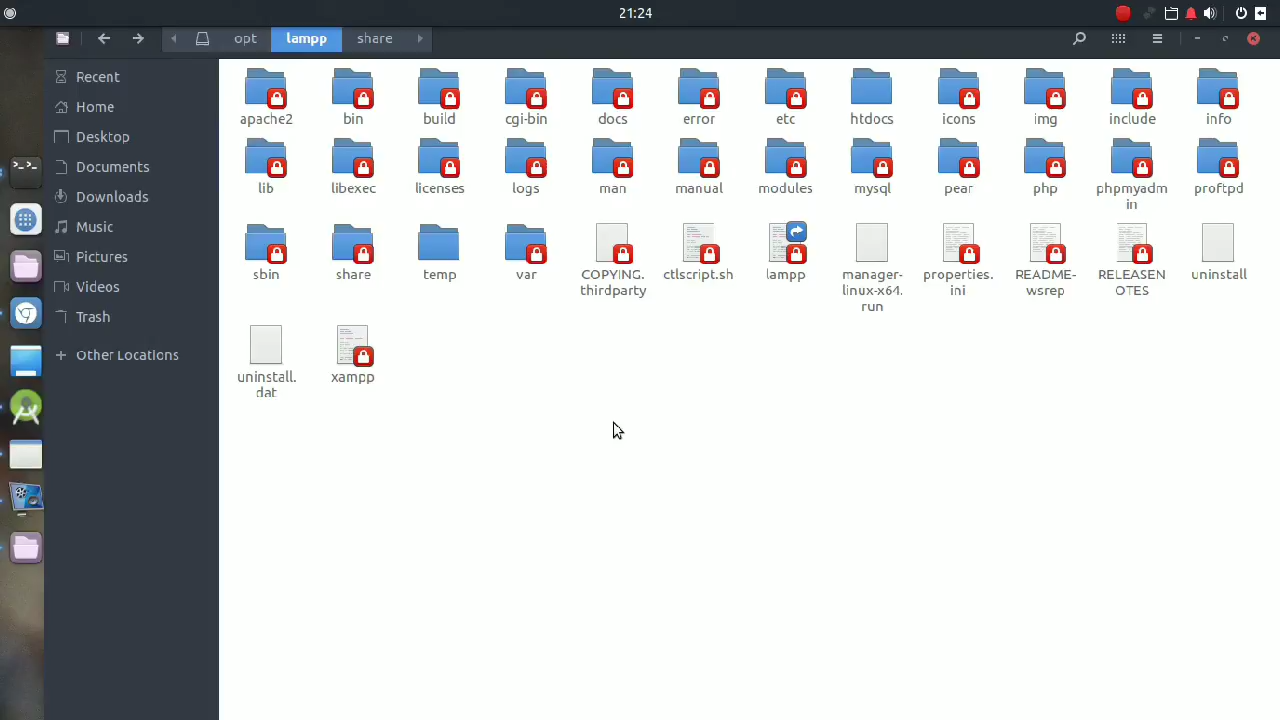 21:24
opt lampp share
Recent
Home
Desktop
Documents
Downloads
Music
Pictures
Videos
Trash
Other Locations
apache2 bin build cgi-bin docs error etc htdocs icons img include info
lib libexec licenses logs man manual modules mysql pear php phpmyadm proftpd
in
sbin share temp var COPYING. ctlscript.sh lampp manager- properties. README- RELEASEN uninstall
thirdparty linux-x64. ini wsrep OTES
run
uninstall. xampp
dat